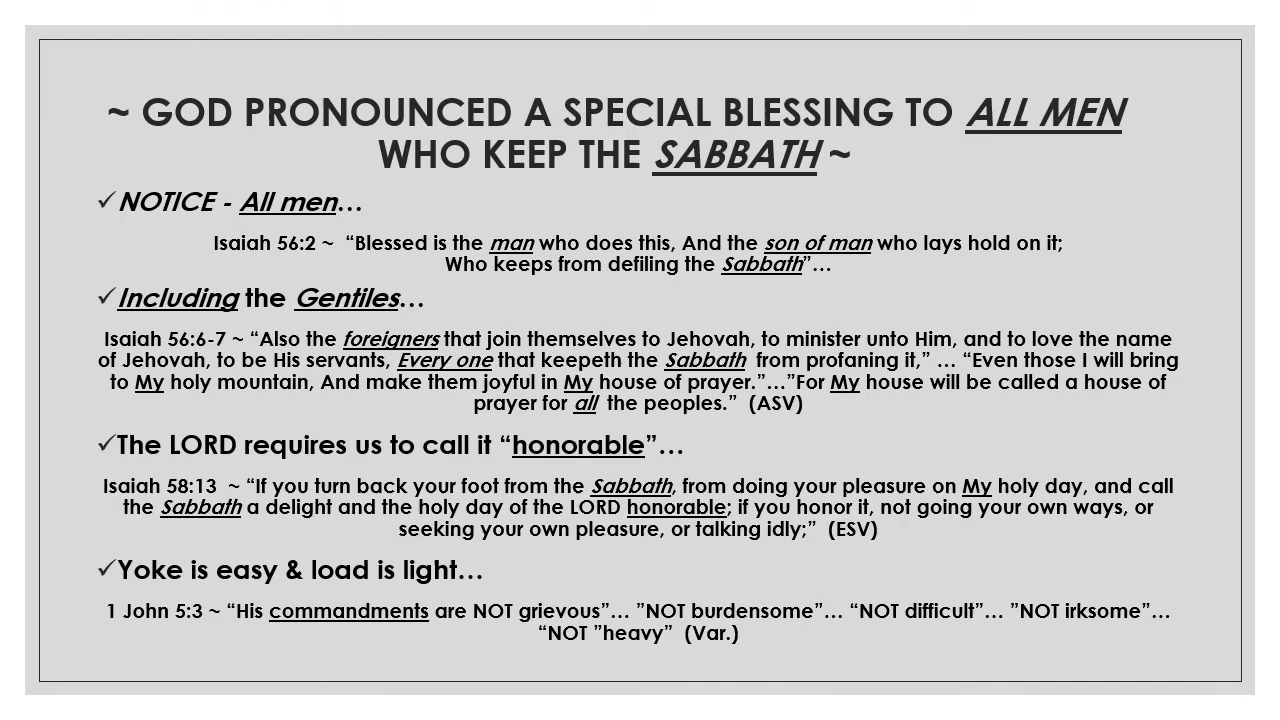 ~ GOD PRONOUNCED A SPECIAL BLESSING TO ALL MEN
WHO KEEP THE SABBATH ~
✓NOTICE - All men…
Isaiah 56:2 ~ “Blessed is the man who does this, And the son of man who lays hold on it;
Who keeps from defiling the Sabbath”…
✓Including the Gentiles…
Isaiah 56:6-7 ~ “Also the foreigners that join themselves to Jehovah, to minister unto Him, and to love the name
of Jehovah, to be His servants, Every one that keepeth the Sabbath from profaning it,” … “Even those I will bring
to My holy mountain, And make them joyful in My house of prayer.”…”For My house will be called a house of
prayer for all the peoples.” (ASV)
✓The LORD requires us to call it “honorable”…
Isaiah 58:13 ~ “If you turn back your foot from the Sabbath, from doing your pleasure on My holy day, and call
the Sabbath a delight and the holy day of the LORD honorable; if you honor it, not going your own ways, or
seeking your own pleasure, or talking idly;” (ESV)
✓Yoke is easy & load is light…
1 John 5:3 ~ “His commandments are NOT grievous”… ”NOT burdensome”… “NOT difficult”… ”NOT irksome”…
“NOT ”heavy” (Var.)